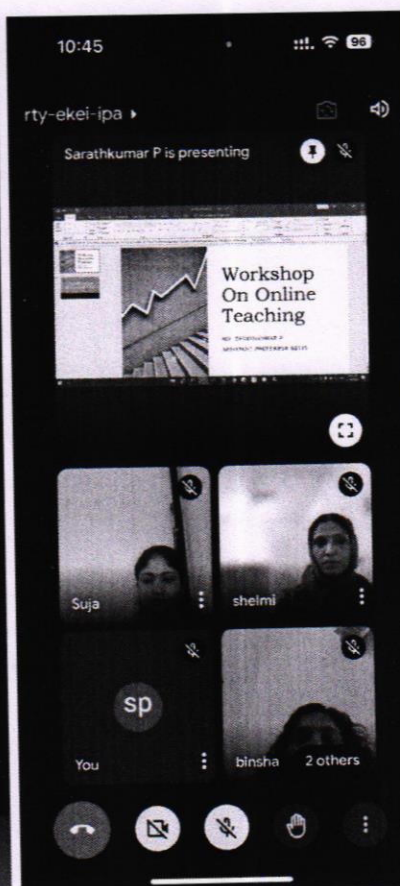 10:45
96
rty-ekei-ipa
Sarathkumar P is presenting
Workshop
On Online
Teaching
Suja
shelmi
sp
You
binsha 2 others